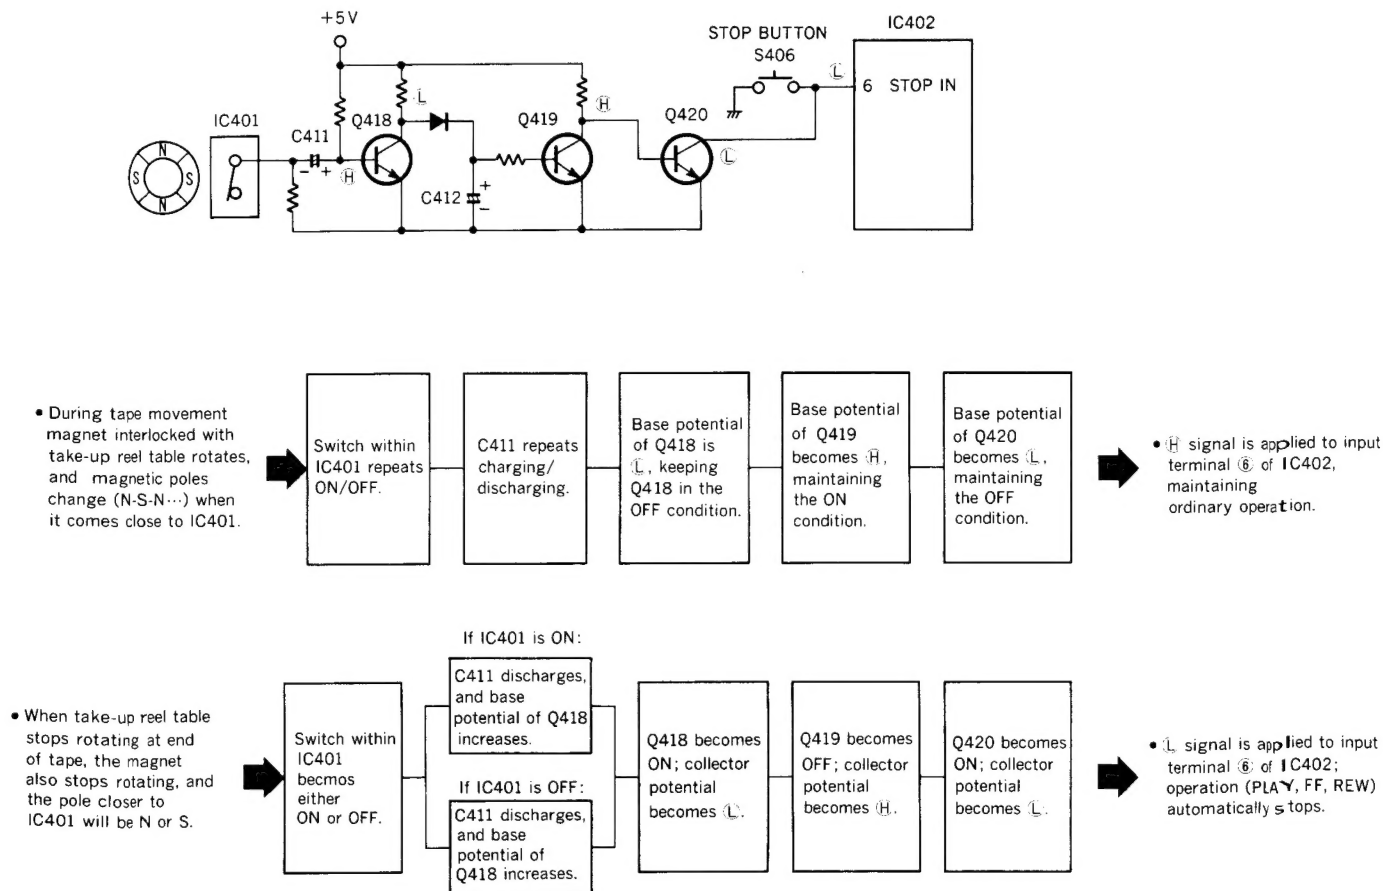 +5V
STOP BUTTON
S406
IC402
Ⓛ
6 STOP IN
IC401
C411
Q418
Ⓛ
Q419
Ⓗ
Q420
N
S
S
N
- +
Ⓗ
C412
+
-
Ⓛ
• During tape movement
magnet interlocked with
take-up reel table rotates,
and magnetic poles
change (N-S-N···) when
it comes close to IC401.
Switch within
IC401 repeats
ON/OFF.
C411 repeats
charging/
discharging.
Base potential
of Q418 is
Ⓛ, keeping
Q418 in the
OFF condition.
Base potential
of Q419
becomes Ⓗ,
maintaining
the ON
condition.
Base potential
of Q420
becomes Ⓛ,
maintaining
the OFF
condition.
• Ⓗ signal is applied to input
terminal ⑥ of IC402,
maintaining
ordinary operation.
• When take-up reel table
stops rotating at end
of tape, the magnet
also stops rotating, and
the pole closer to
IC401 will be N or S.
Switch within
IC401
becmos
either
ON or OFF.
If IC401 is ON:
C411 discharges,
and base
potential of Q418
increases.
If IC401 is OFF:
C411 discharges,
and base
potential of
Q418 increases.
Q418 becomes
ON; collector
potential
becomes Ⓛ.
Q419 becomes
OFF; collector
potential
becomes Ⓗ.
Q420 becomes
ON; collector
potential
becomes Ⓛ.
• Ⓛ signal is applied to input
terminal ⑥ of IC402;
operation (PLAY, FF, REW)
automatically stops.